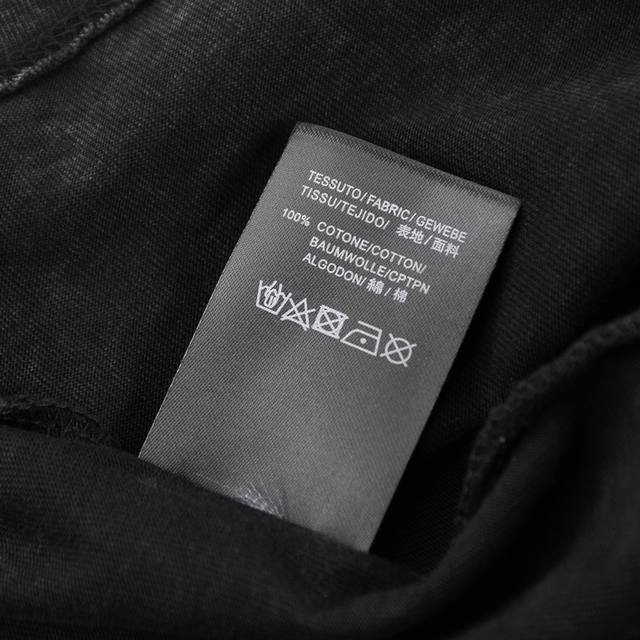 TESSUTO/FABRIC/GEWEBE
TISSU/TEJIDO/ 表地/面料
100% COTONE/COTTON/
BAUMWOLLE/CPTPN
ALGODON/綿/棉